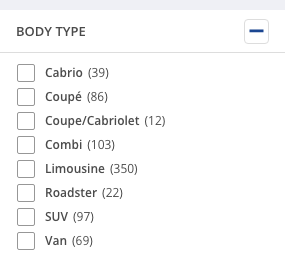 BODY TYPE
Cabrio (39)
Coupé (86)
Coupe/Cabriolet (12)
Combi (103)
Limousine (350)
Roadster (22)
SUV (97)
Van (69)